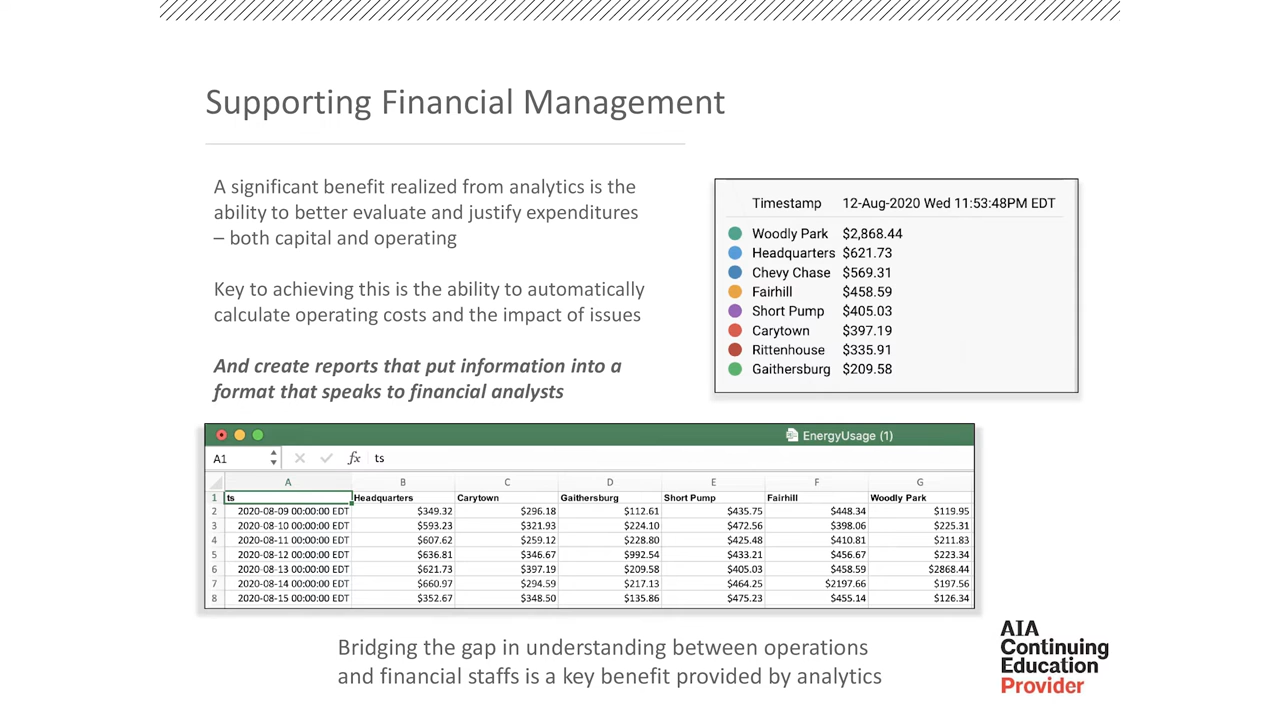 Supporting Financial Management
A significant benefit realized from analytics is the
ability to better evaluate and justify expenditures
– both capital and operating
Key to achieving this is the ability to automatically
calculate operating costs and the impact of issues
And create reports that put information into a
format that speaks to financial analysts
Timestamp 12-Aug-2020 Wed 11:53:48PM EDT
Woodly Park $2,868.44
Headquarters $621.73
Chevy Chase $569.31
Fairhill $458.59
Short Pump $405.03
Carytown $397.19
Rittenhouse $335.91
Gaithersburg $209.58
EnergyUsage (1)
A1 fx ts
A B C D E F G
1 ts Headquarters Carytown Gaithersburg Short Pump Fairhill Woodly Park
2 2020-08-09 00:00:00 EDT $349.32 $296.18 $112.61 $435.75 $448.34 $119.95
3 2020-08-10 00:00:00 EDT $593.23 $321.93 $224.10 $472.56 $398.06 $225.31
4 2020-08-11 00:00:00 EDT $607.62 $259.12 $228.80 $425.48 $410.81 $211.83
5 2020-08-12 00:00:00 EDT $636.81 $346.67 $992.54 $433.21 $456.67 $223.34
6 2020-08-13 00:00:00 EDT $621.73 $397.19 $209.58 $405.03 $458.59 $2868.44
7 2020-08-14 00:00:00 EDT $660.97 $294.59 $217.13 $464.25 $2197.66 $197.56
8 2020-08-15 00:00:00 EDT $352.67 $348.50 $135.86 $475.23 $455.14 $126.34
Bridging the gap in understanding between operations
and financial staffs is a key benefit provided by analytics
AIA
Continuing
Education
Provider